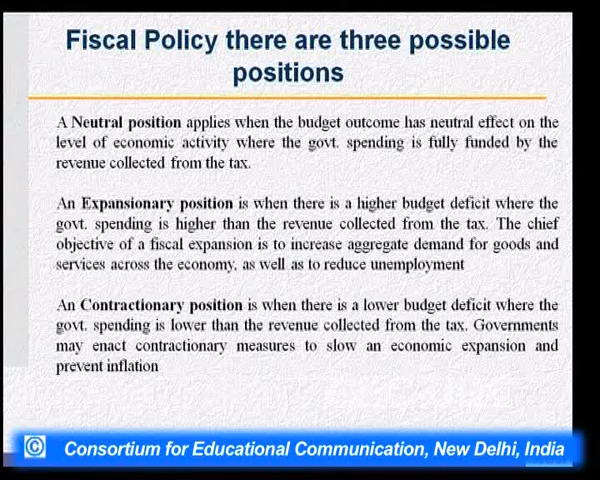 Fiscal Policy there are three possible
positions
A Neutral position applies when the budget outcome has neutral effect on the
level of economic activity where the govt. spending is fully funded by the
revenue collected from the tax.
An Expansionary position is when there is a higher budget deficit where the
govt. spending is higher than the revenue collected from the tax. The chief
objective of a fiscal expansion is to increase aggregate demand for goods and
services across the economy, as well as to reduce unemployment
An Contractionary position is when there is a lower budget deficit where the
govt. spending is lower than the revenue collected from the tax. Governments
may enact contractionary measures to slow an economic expansion and
prevent inflation
© Consortium for Educational Communication, New Delhi, India